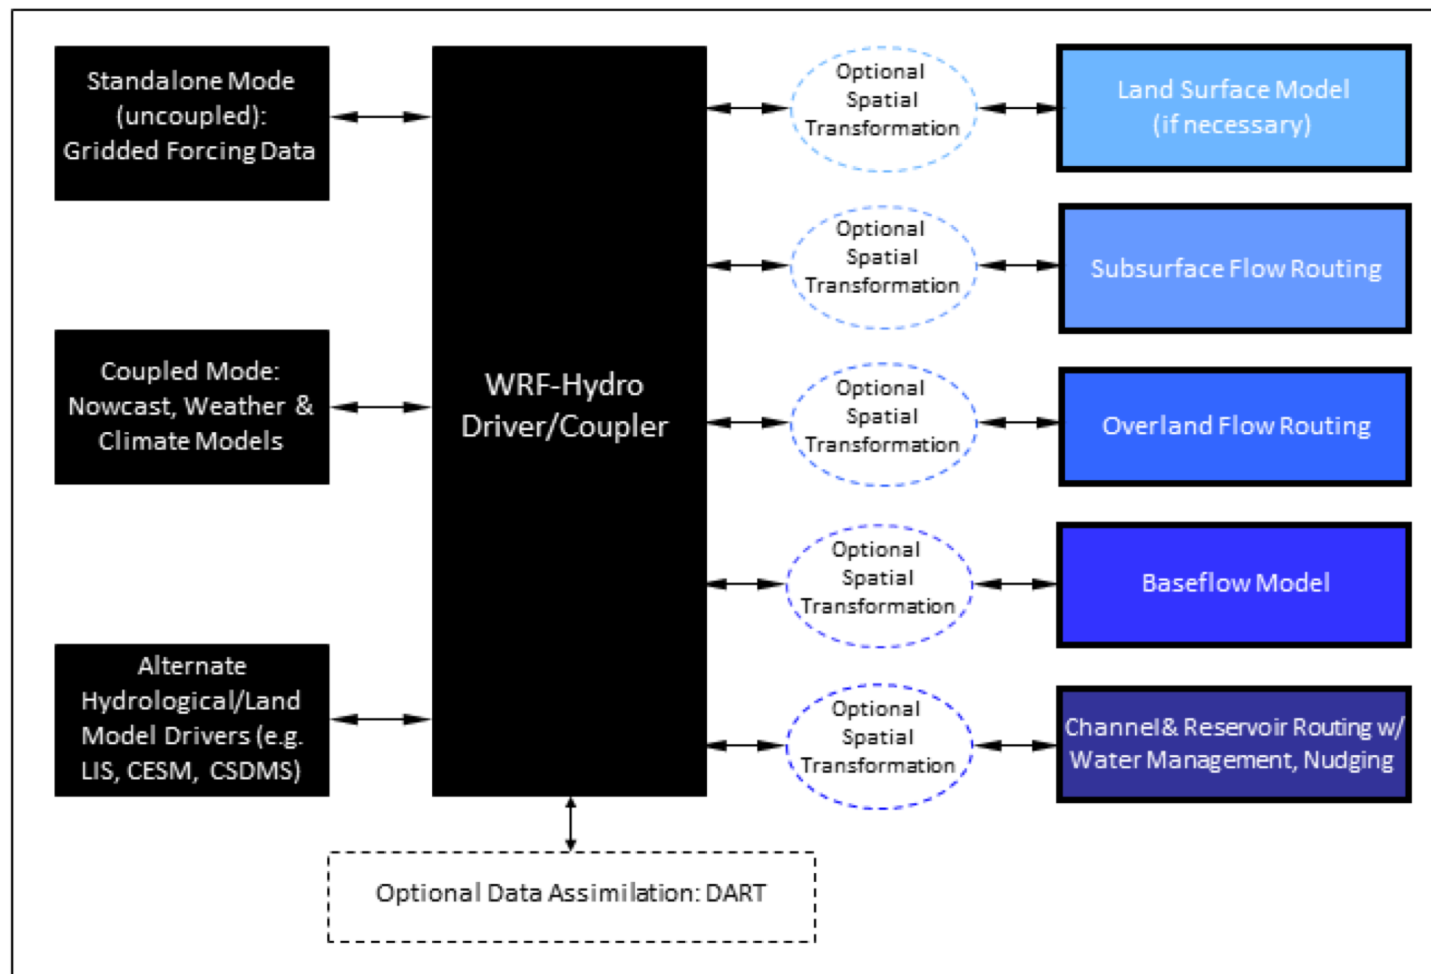 Standalone Mode
(uncoupled):
Gridded Forcing Data
Coupled Mode:
Nowcast, Weather &
Climate Models
Alternate
Hydrological/Land
Model Drivers (e.g.
LIS, CESM, CSDMS)
WRF-Hydro
Driver/Coupler
Optional
Spatial
Transformation
Land Surface Model
(if necessary)
Optional
Spatial
Transformation
Subsurface Flow Routing
Optional
Spatial
Transformation
Overland Flow Routing
Optional
Spatial
Transformation
Baseflow Model
Optional
Spatial
Transformation
Channel& Reservoir Routing w/
Water Management, Nudging
Optional Data Assimilation: DART